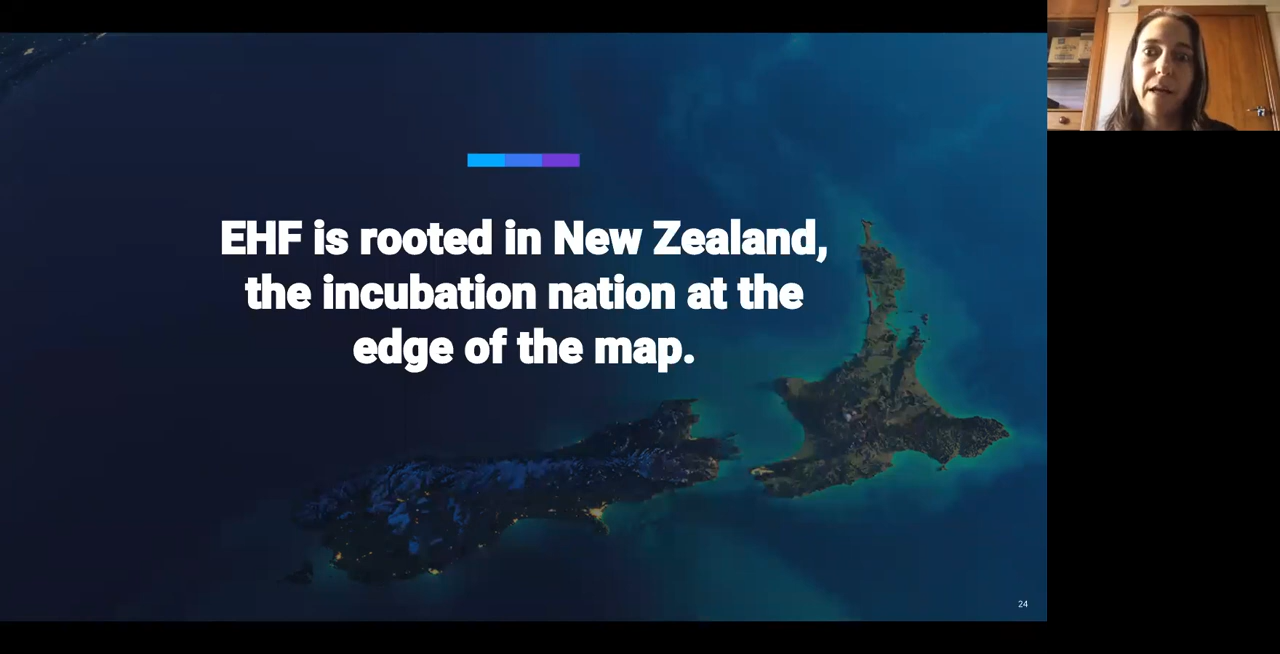 EHF is rooted in New Zealand,
the incubation nation at the
edge of the map.
24